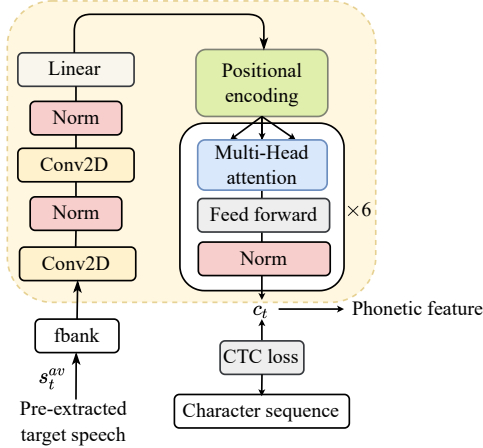 Linear
Norm
Conv2D
Norm
Conv2D
fbank
s_t^{av}
Pre-extracted
target speech
Positional
encoding
Multi-Head
attention
Feed forward
Norm
×6
c_t
Phonetic feature
CTC loss
Character sequence